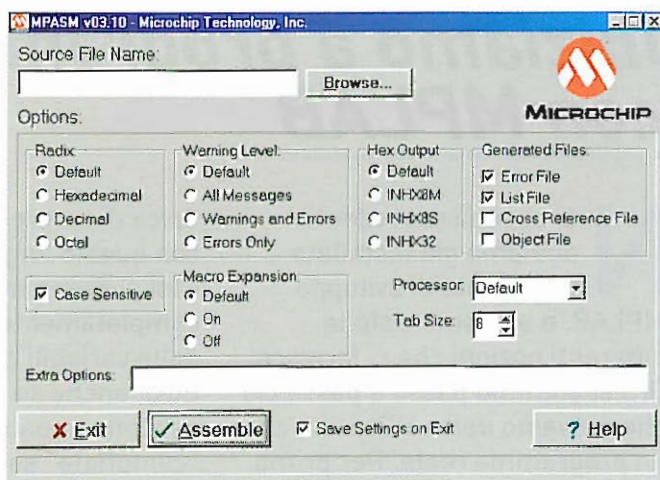 MPASM v03.10 - Microchip Technology, Inc.
Source File Name:
Browse...
MICROCHIP
Options:
Radix:
Default
Hexadecimal
Decimal
Octal
Warning Level:
Default
All Messages
Warnings and Errors
Errors Only
Hex Output
Default
INHX8M
INHX8S
INHX32
Generated Files:
Error File
List File
Cross Reference File
Object File
Case Sensitive
Macro Expansion
Default
On
Off
Processor: Default
Tab Size: 8
Extra Options:
Exit
Assemble
Save Settings on Exit
? Help